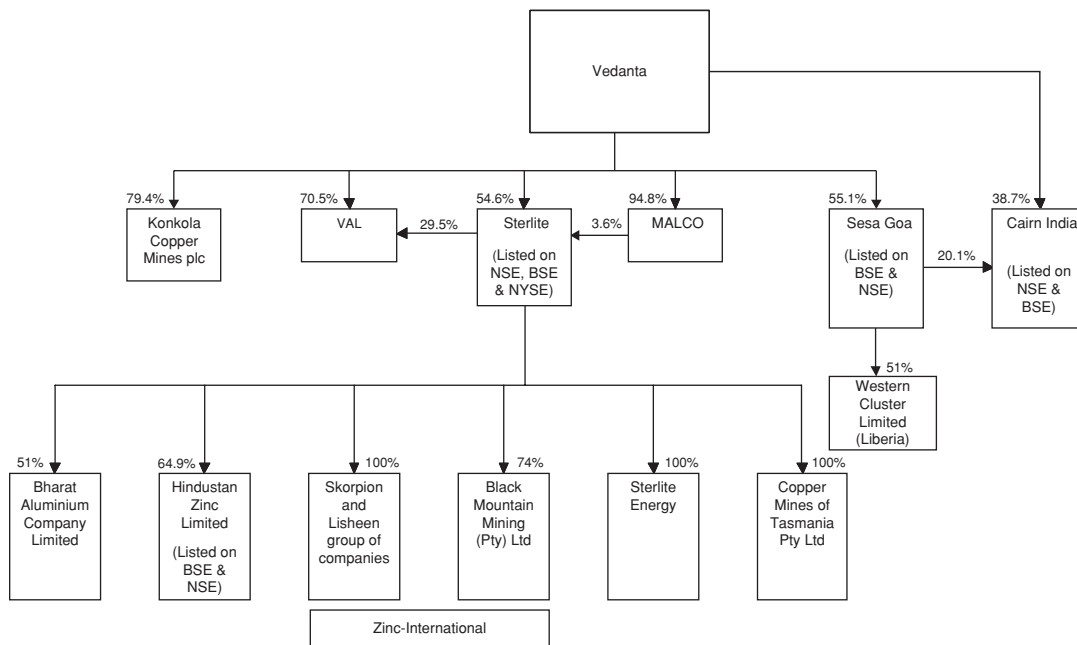 Vedanta
79.4%
70.5%
54.6%
94.8%
55.1%
38.7%
Konkola
Copper
Mines plc
VAL
29.5%
Sterlite
(Listed on
NSE, BSE
& NYSE)
3.6%
MALCO
Sesa Goa
(Listed on
BSE &
NSE)
20.1%
Cairn India
(Listed on
NSE &
BSE)
51%
Western
Cluster
Limited
(Liberia)
51%
64.9%
100%
74%
100%
100%
Bharat
Aluminium
Company
Limited
Hindustan
Zinc
Limited
(Listed on
BSE &
NSE)
Skorpion
and
Lisheen
group of
companies
Black
Mountain
Mining
(Pty) Ltd
Sterlite
Energy
Copper
Mines of
Tasmania
Pty Ltd
Zinc-International